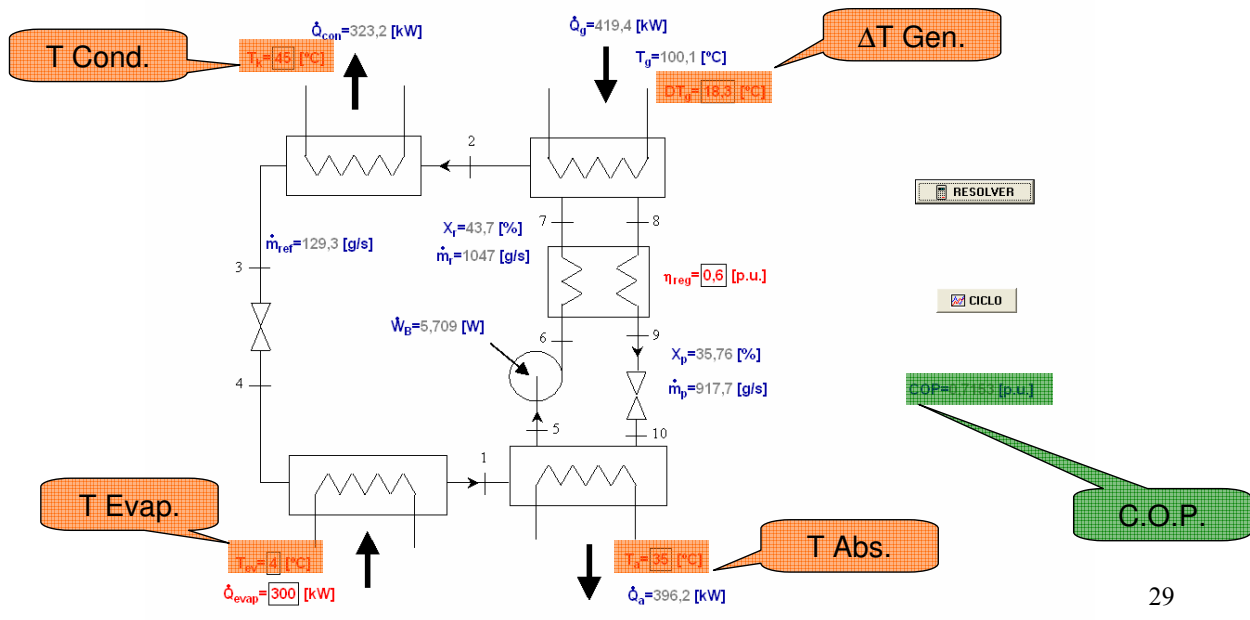 Q̇con=323,2 [kW]
Q̇g=419,4 [kW]
T Cond.
Tk=45 [ºC]
ΔT Gen.
Tg=100,1 [ºC]
DTg=18,3 [ºC]
2
RESOLVER
7
8
Xr=43,7 [%]
ṁref=129,3 [g/s]
ṁr=1047 [g/s]
3
ηreg=0,6 [p.u.]
CICLO
ẆB=5,709 [W]
6
9
Xp=35,76 [%]
4
ṁp=917,7 [g/s]
COP=0,7153 [p.u.]
5
10
1
T Evap.
C.O.P.
T Abs.
Tev=4 [ºC]
Ta=35 [ºC]
Q̇evap=300 [kW]
Q̇a=396,2 [kW]
29